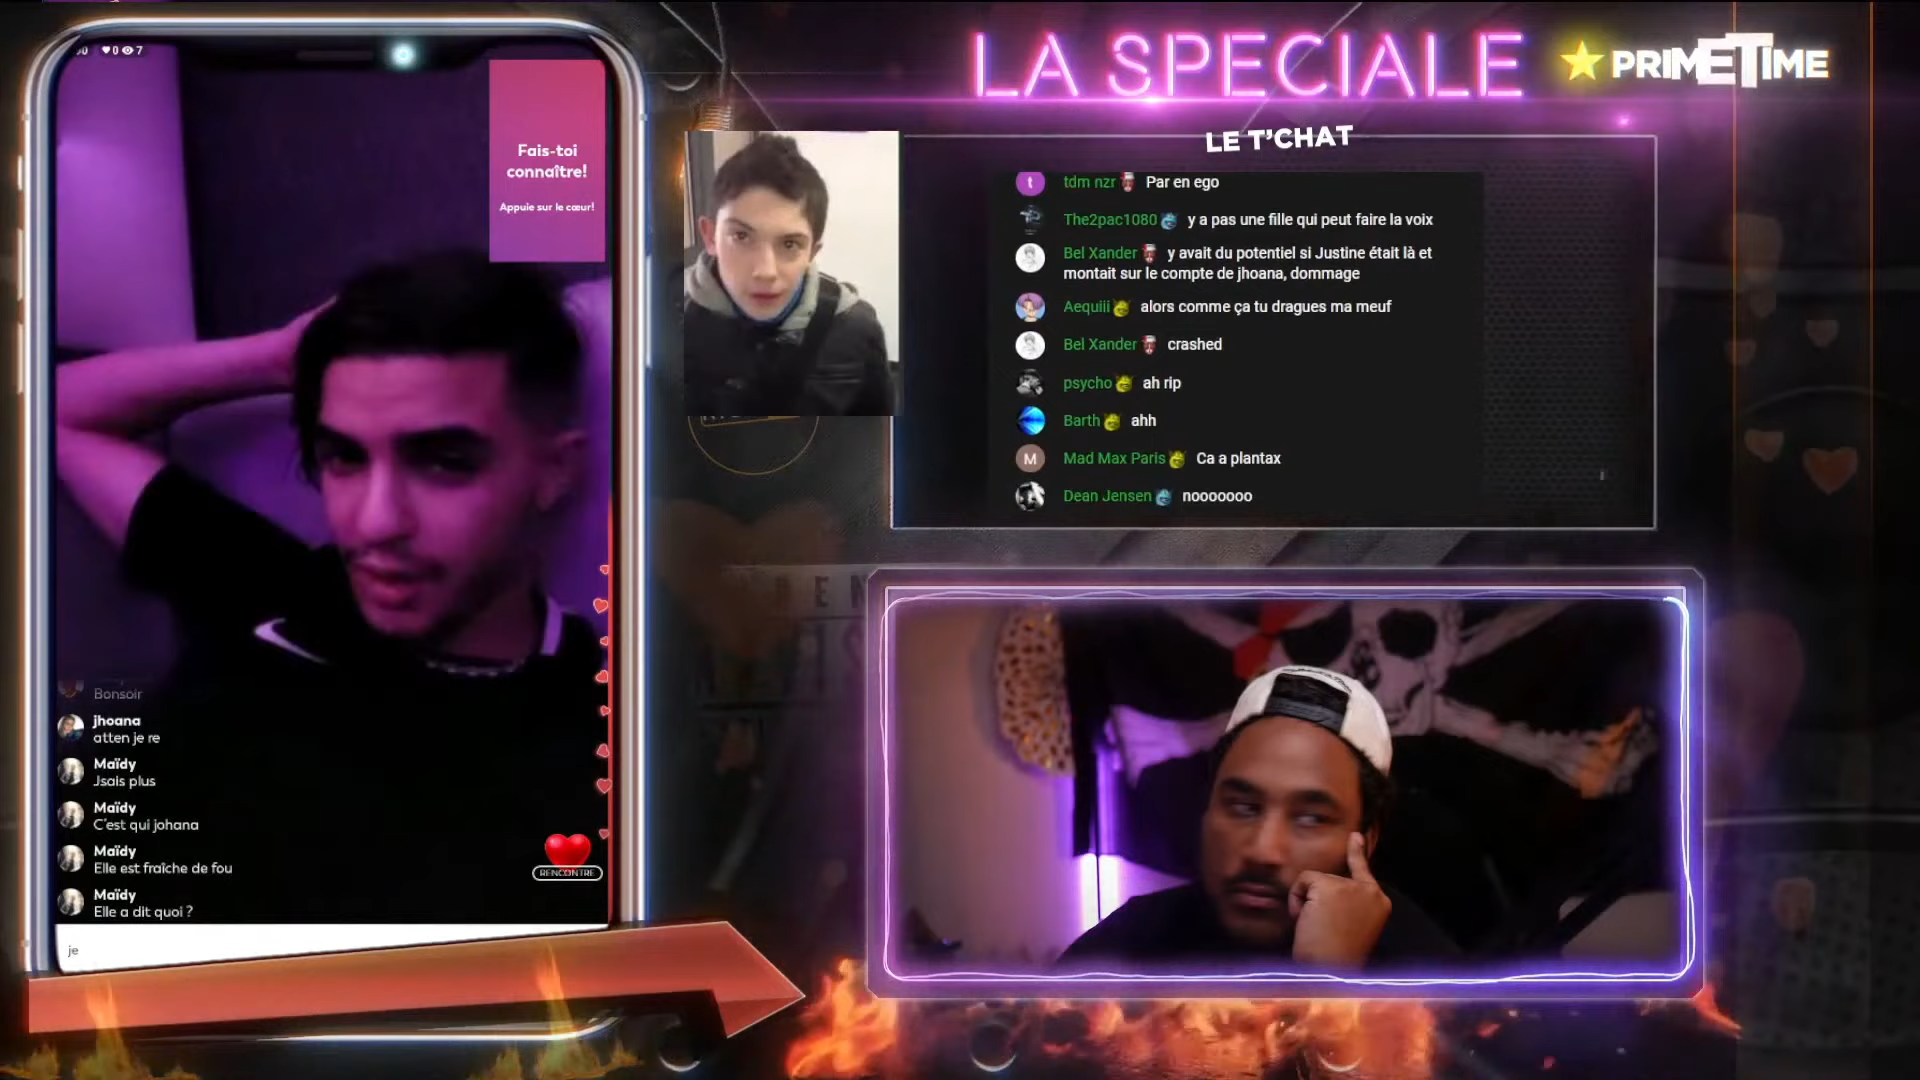 ♥0 👁7
Fais-toi
connaître!
Appuie sur le cœur!
Bonsoir
jhoana
atten je re
Maïdy
Jsais plus
Maïdy
C'est qui johana
Maïdy
Elle est fraîche de fou
Maïdy
Elle a dit quoi ?
RENCONTRE
je
LA SPECIALE
PRIMETIME
LE T'CHAT
t
tdm nzr Par en ego
The2pac1080 y a pas une fille qui peut faire la voix
Bel Xander y avait du potentiel si Justine était là et
montait sur le compte de jhoana, dommage
Aequiii alors comme ça tu dragues ma meuf
Bel Xander crashed
psycho ah rip
Barth ahh
M
Mad Max Paris Ca a plantax
Dean Jensen nooooooo